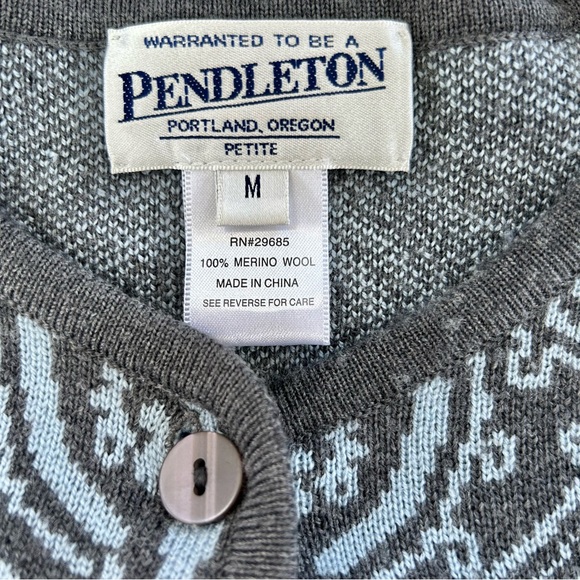 WARRANTED TO BE A
PENDLETON
PORTLAND, OREGON
PETITE
M
RN#29685
100% MERINO WOOL
MADE IN CHINA
SEE REVERSE FOR CARE